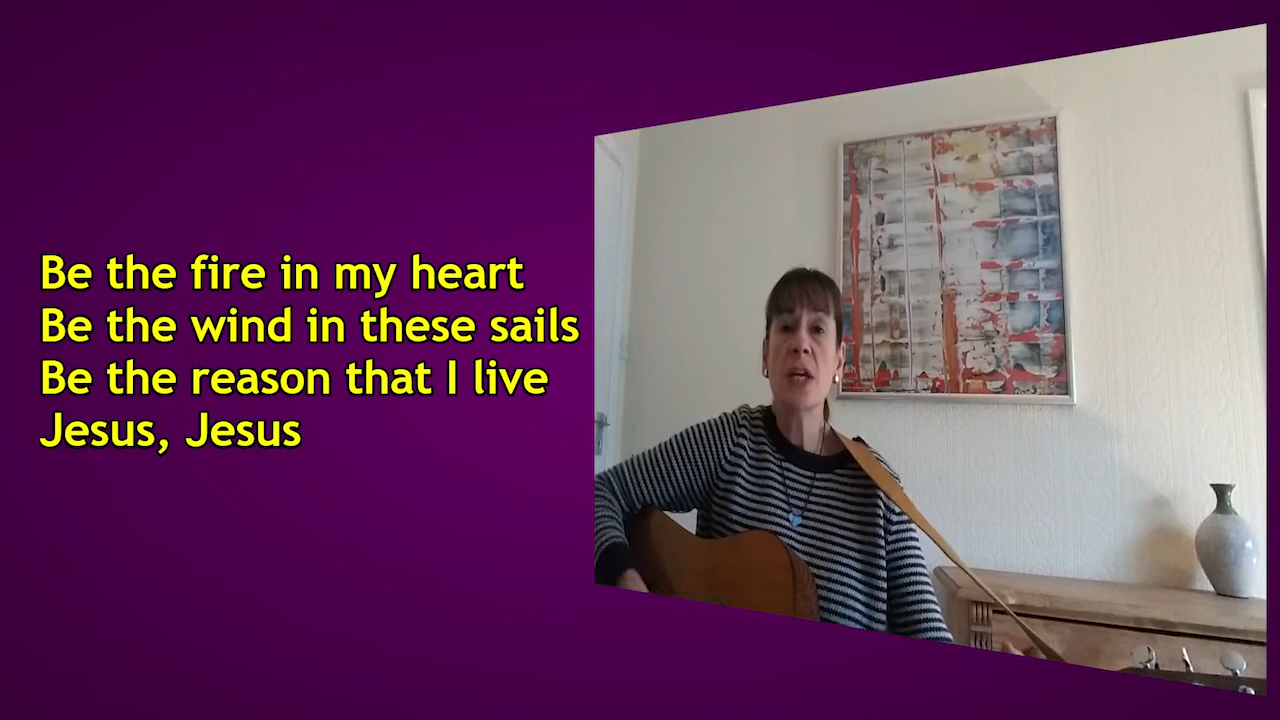 Be the fire in my heart
Be the wind in these sails
Be the reason that I live
Jesus, Jesus